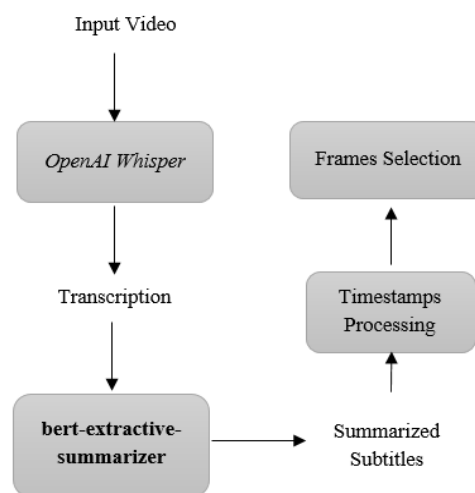 Input Video
OpenAI Whisper
Transcription
bert-extractive-
summarizer
Summarized
Subtitles
Timestamps
Processing
Frames Selection